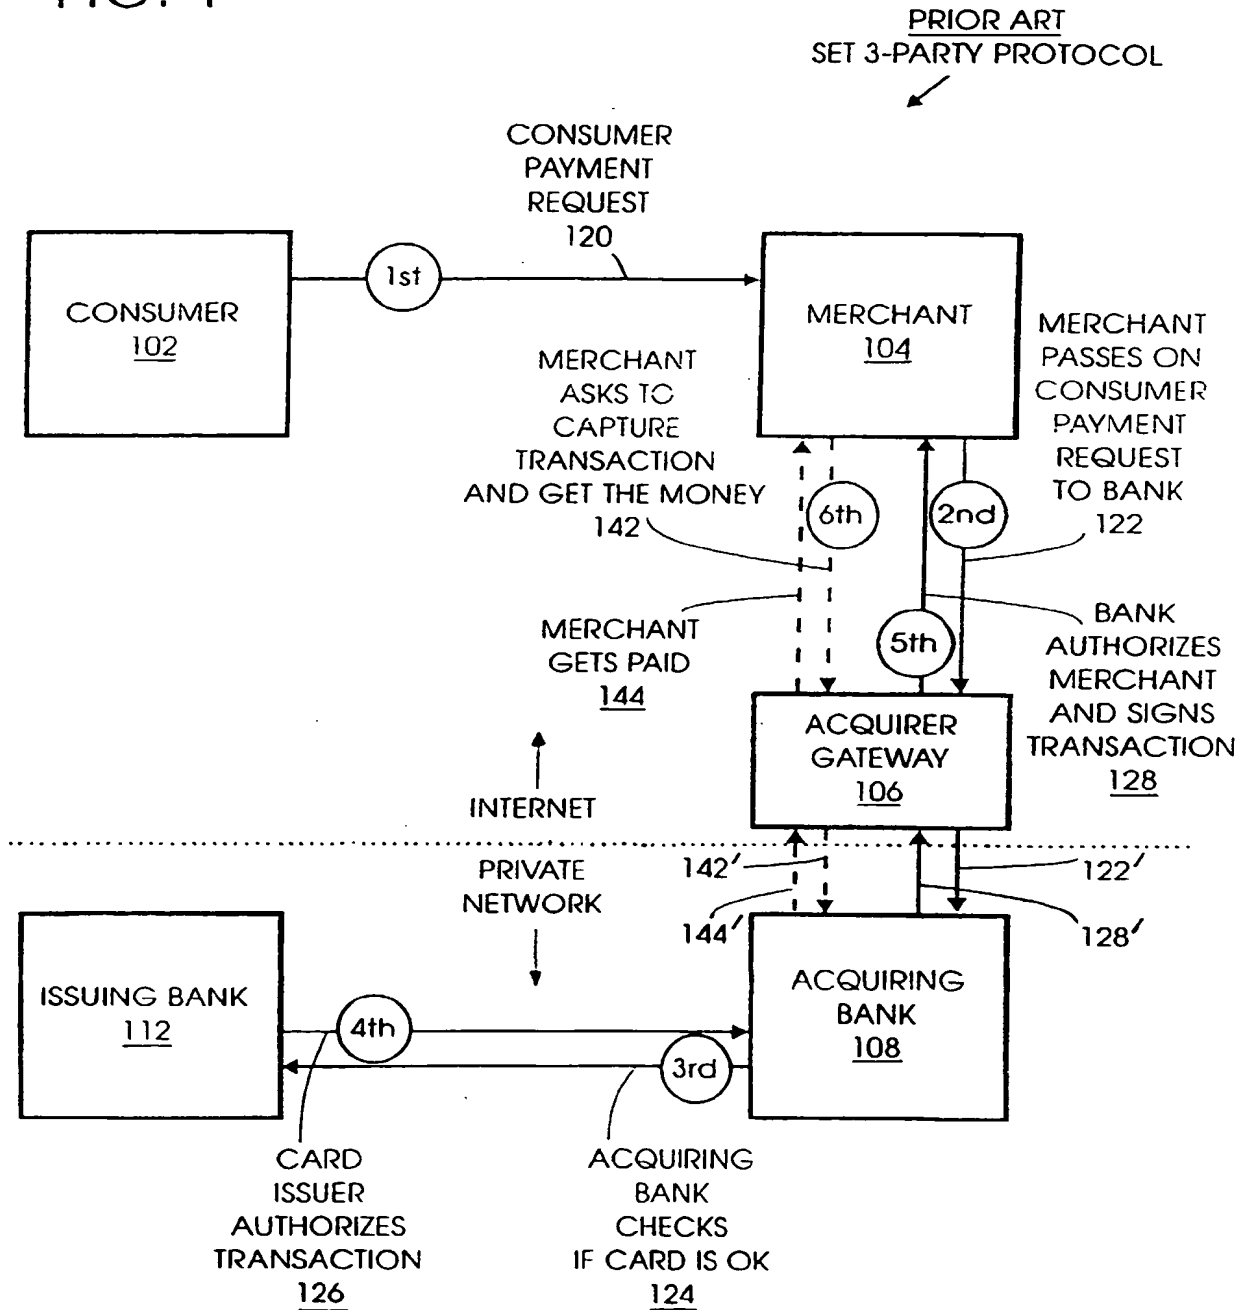 PRIOR ART
SET 3-PARTY PROTOCOL
CONSUMER
PAYMENT
REQUEST
120
1st
CONSUMER
102
MERCHANT
104
MERCHANT
ASKS TO
CAPTURE
TRANSACTION
AND GET THE MONEY
142
MERCHANT
PASSES ON
CONSUMER
PAYMENT
REQUEST
TO BANK
122
6th
2nd
5th
MERCHANT
GETS PAID
144
BANK
AUTHORIZES
MERCHANT
AND SIGNS
TRANSACTION
128
ACQUIRER
GATEWAY
106
INTERNET
PRIVATE
NETWORK
142′
144′
122′
128′
ISSUING BANK
112
4th
3rd
ACQUIRING
BANK
108
CARD
ISSUER
AUTHORIZES
TRANSACTION
126
ACQUIRING
BANK
CHECKS
IF CARD IS OK
124